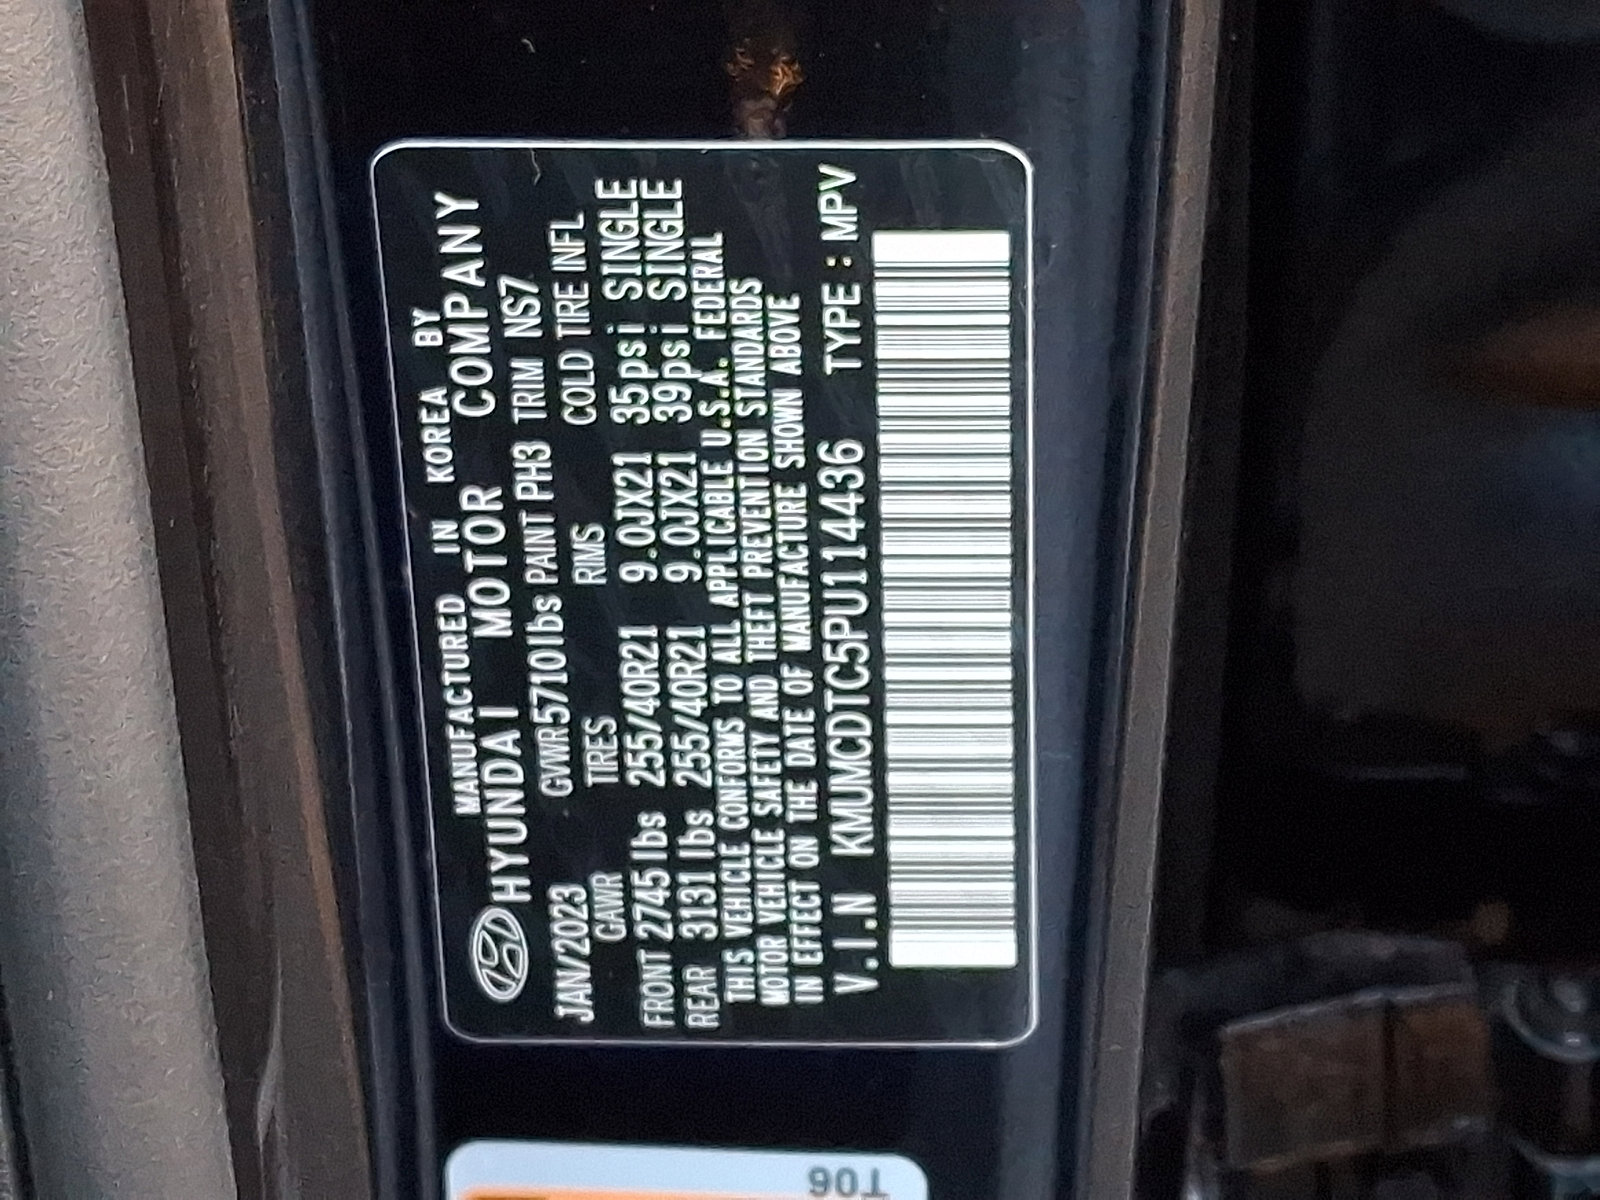 MANUFACTURED IN KOREA BY
HYUNDAI MOTOR COMPANY
JAN/2023 GVWR 5710lbs PAINT PH3 TRIM NS7
GAWR TIRES RIMS COLD TIRE INFL
FRONT 2745 lbs 255/40R21 9.0JX21 35psi SINGLE
REAR 3131 lbs 255/40R21 9.0JX21 39psi SINGLE
THIS VEHICLE CONFORMS TO ALL APPLICABLE U.S.A. FEDERAL
MOTOR VEHICLE SAFETY AND THEFT PREVENTION STANDARDS
IN EFFECT ON THE DATE OF MANUFACTURE SHOWN ABOVE
V.I.N KMUMCDTC5PU114436 TYPE : MPV
T06